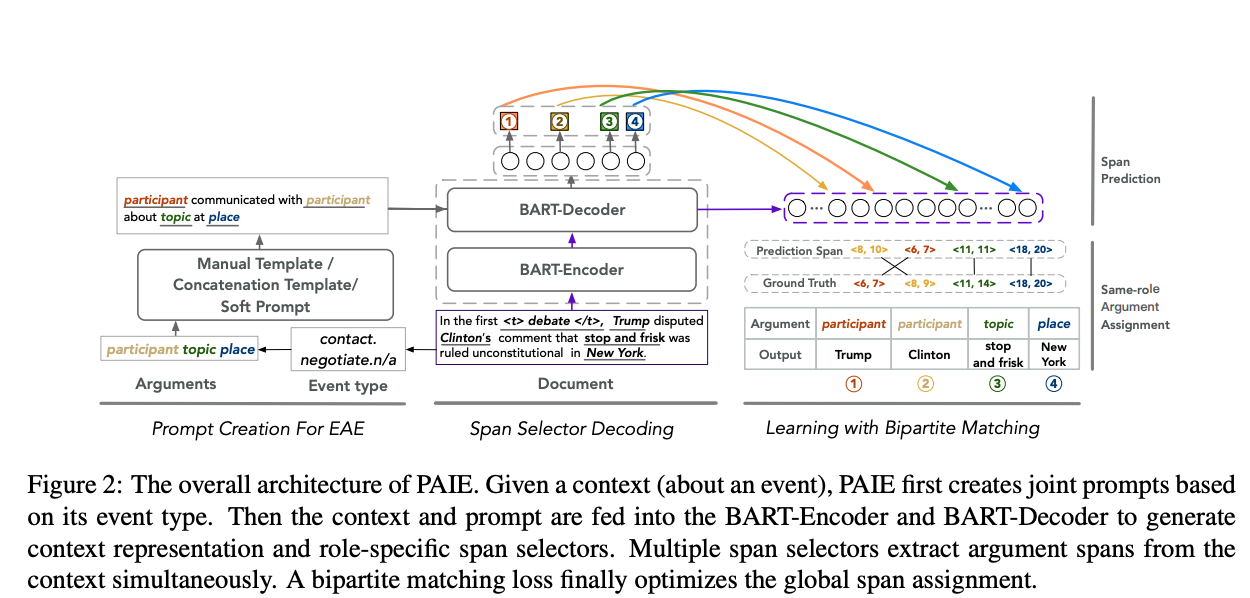 1 2 3 4
Span
Prediction
participant communicated with participant
about topic at place
BART-Decoder
...
...
BART-Encoder
Manual Template /
Concatenation Template/
Soft Prompt
Prediction Span <8, 10> <6, 7> <11, 11> <18, 20>
Ground Truth <6, 7> <8, 9> <11, 14> <18, 20>
Same-role
Argument
Assignment
In the first <t> debate </t>, Trump disputed
Clinton's comment that stop and frisk was
ruled unconstitutional in New York.
contact.
negotiate.n/a
participant topic place
Argument participant participant topic place
Output Trump Clinton stop and frisk New York
1 2 3 4
Arguments Event type Document
Prompt Creation For EAE Span Selector Decoding Learning with Bipartite Matching
Figure 2: The overall architecture of PAIE. Given a context (about an event), PAIE first creates joint prompts based
on its event type. Then the context and prompt are fed into the BART-Encoder and BART-Decoder to generate
context representation and role-specific span selectors. Multiple span selectors extract argument spans from the
context simultaneously. A bipartite matching loss finally optimizes the global span assignment.